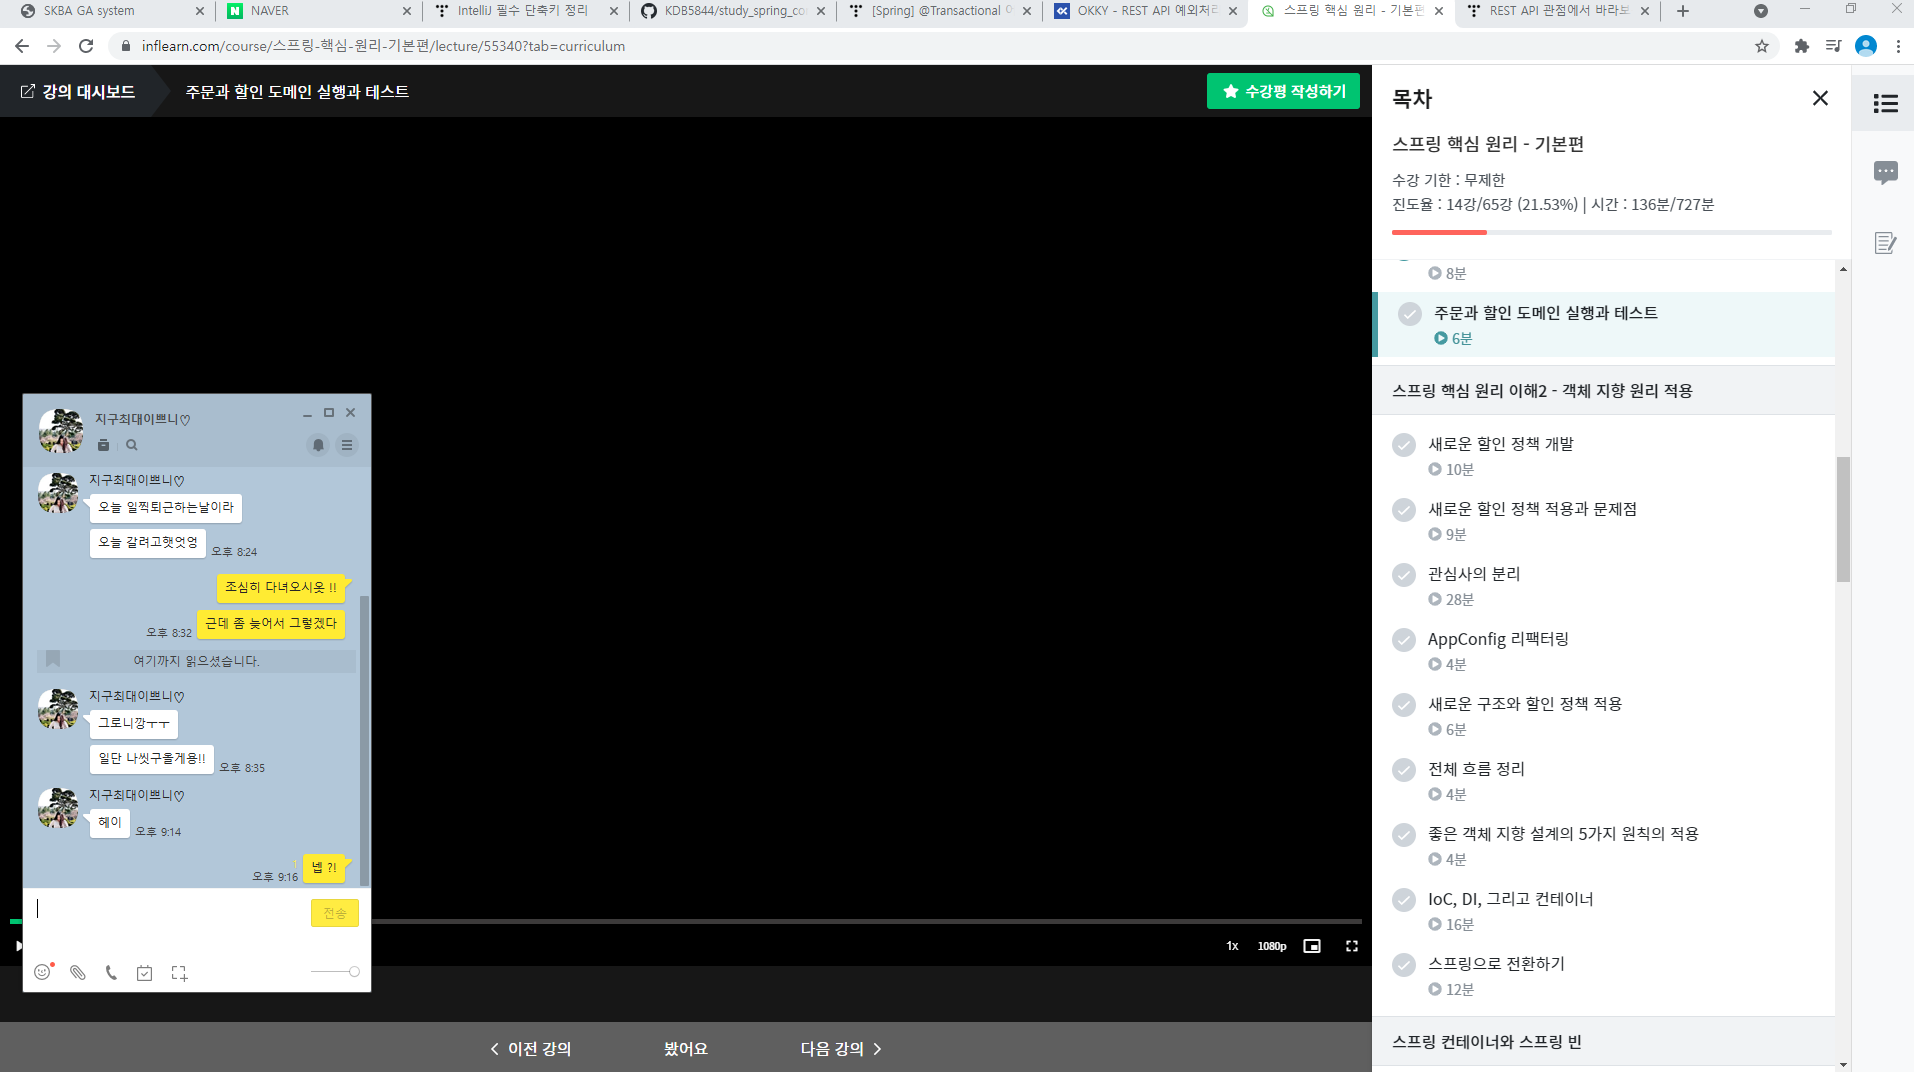 SKBA GA system
NAVER
IntelliJ 필수 단축키 정리
KDB5844/study_spring_co
[Spring] @Transactional
OKKY - REST API 예외처리
스프링 핵심 원리 - 기본편
REST API 관점에서 바라보
inflearn.com/course/스프링-핵심-원리-기본편/lecture/55340?tab=curriculum
강의 대시보드
주문과 할인 도메인 실행과 테스트
수강평 작성하기
지구최대이쁘니♡
지구최대이쁘니♡
오늘 일찍퇴근하는날이라
오늘 갈려고햇엇엉
오후 8:24
조심히 다녀오시옷 !!
근데 좀 늦어서 그렇겠다
오후 8:32
여기까지 읽으셨습니다.
지구최대이쁘니♡
그로니깡ㅜㅜ
일단 나씻구올게용!!
오후 8:35
지구최대이쁘니♡
헤이
오후 9:14
1
넵 ?!
오후 9:16
전송
1x
1080p
이전 강의
봤어요
다음 강의
목차
스프링 핵심 원리 - 기본편
수강 기한 : 무제한
진도율 : 14강/65강 (21.53%) | 시간 : 136분/727분
8분
주문과 할인 도메인 실행과 테스트
6분
스프링 핵심 원리 이해2 - 객체 지향 원리 적용
새로운 할인 정책 개발
10분
새로운 할인 정책 적용과 문제점
9분
관심사의 분리
28분
AppConfig 리팩터링
4분
새로운 구조와 할인 정책 적용
6분
전체 흐름 정리
4분
좋은 객체 지향 설계의 5가지 원칙의 적용
4분
IoC, DI, 그리고 컨테이너
16분
스프링으로 전환하기
12분
스프링 컨테이너와 스프링 빈